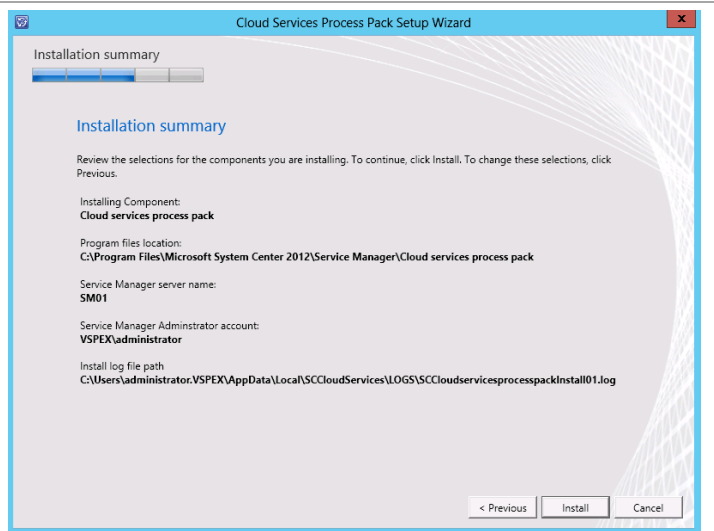 Cloud Services Process Pack Setup Wizard
x
Installation summary
Installation summary
Review the selections for the components you are installing. To continue, click Install. To change these selections, click
Previous.
Installing Component:
Cloud services process pack
Program files location:
C:\Program Files\Microsoft System Center 2012\Service Manager\Cloud services process pack
Service Manager server name:
SM01
Service Manager Adminstrator account:
VSPEX\administrator
Install log file path
C:\Users\administrator.VSPEX\AppData\Local\SCCloudServices\LOGS\SCCloudservicesprocesspackInstall01.log
< Previous Install Cancel